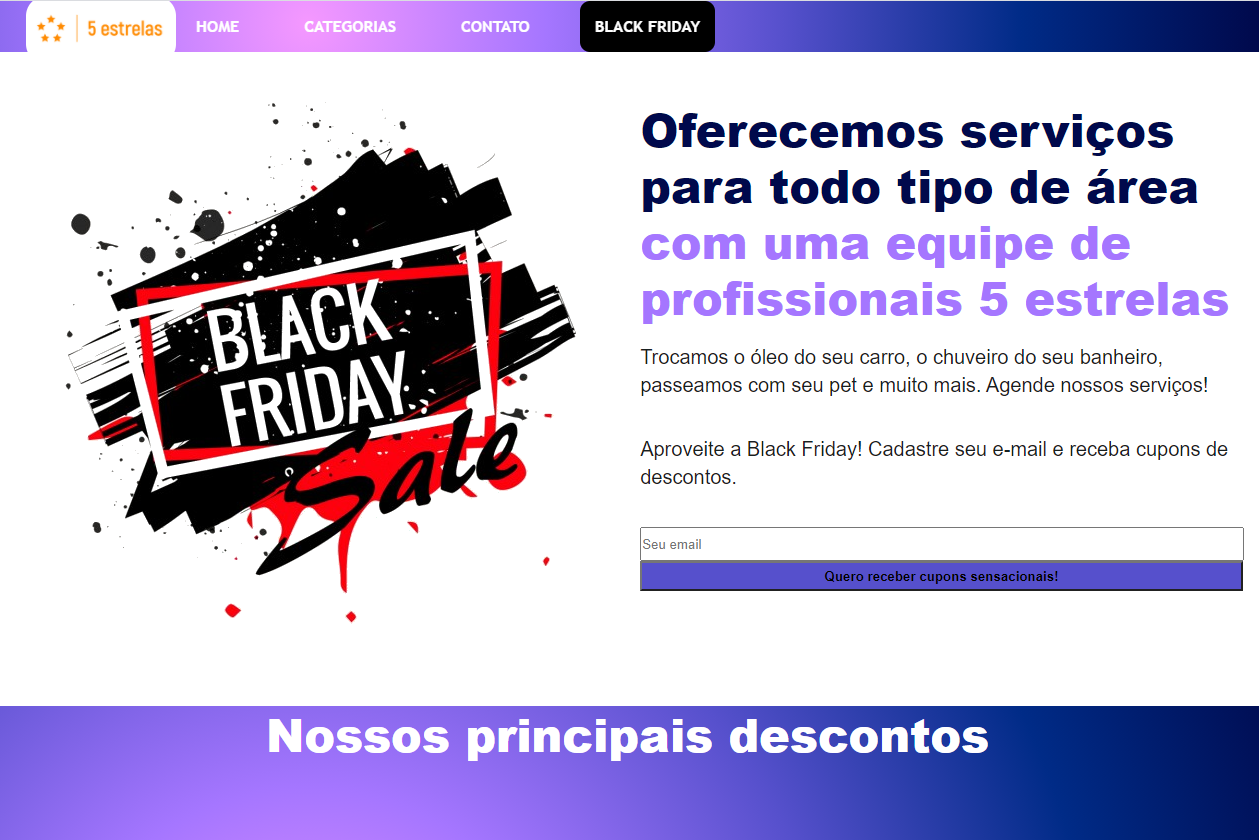 5 estrelas
HOME
CATEGORIAS
CONTATO
BLACK FRIDAY
BLACK
FRIDAY
Sale
Oferecemos serviços
para todo tipo de área
com uma equipe de
profissionais 5 estrelas
Trocamos o óleo do seu carro, o chuveiro do seu banheiro,
passeamos com seu pet e muito mais. Agende nossos serviços!
Aproveite a Black Friday! Cadastre seu e-mail e receba cupons de
descontos.
Seu email
Quero receber cupons sensacionais!
Nossos principais descontos